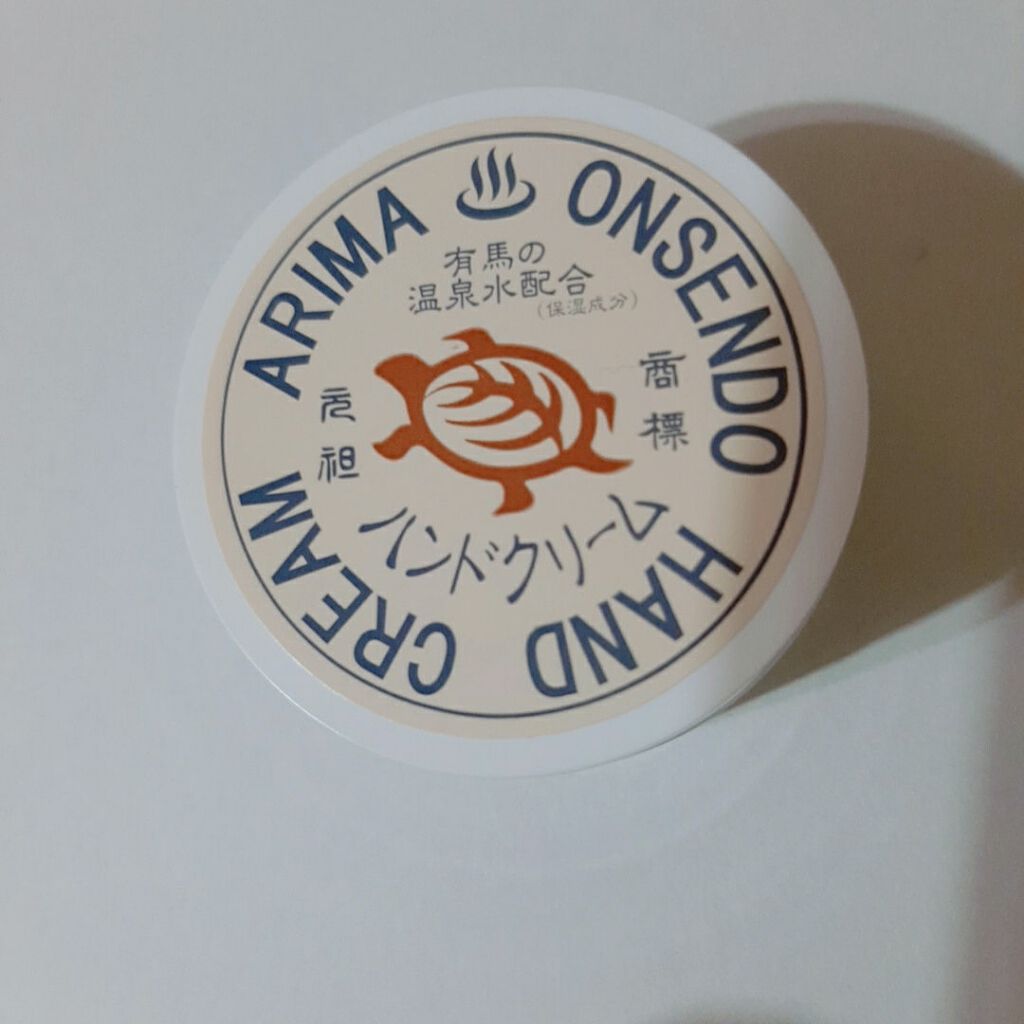 ARIMA ONSENDO
有馬の
温泉水配合
(保湿成分)
元祖
商標
ハンドクリーム
HAND CREAM